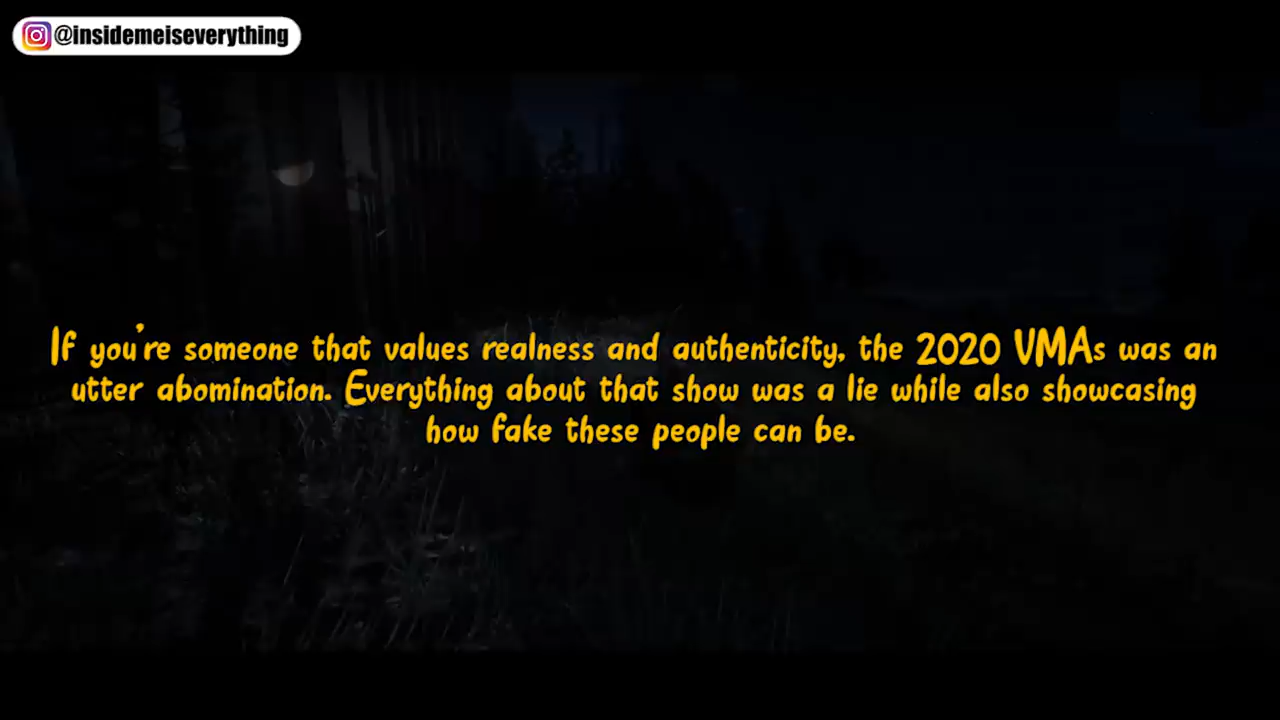 @insidemeiseverything
If you're someone that values realness and authenticity, the 2020 VMAs was an
utter abomination. Everything about that show was a lie while also showcasing
how fake these people can be.